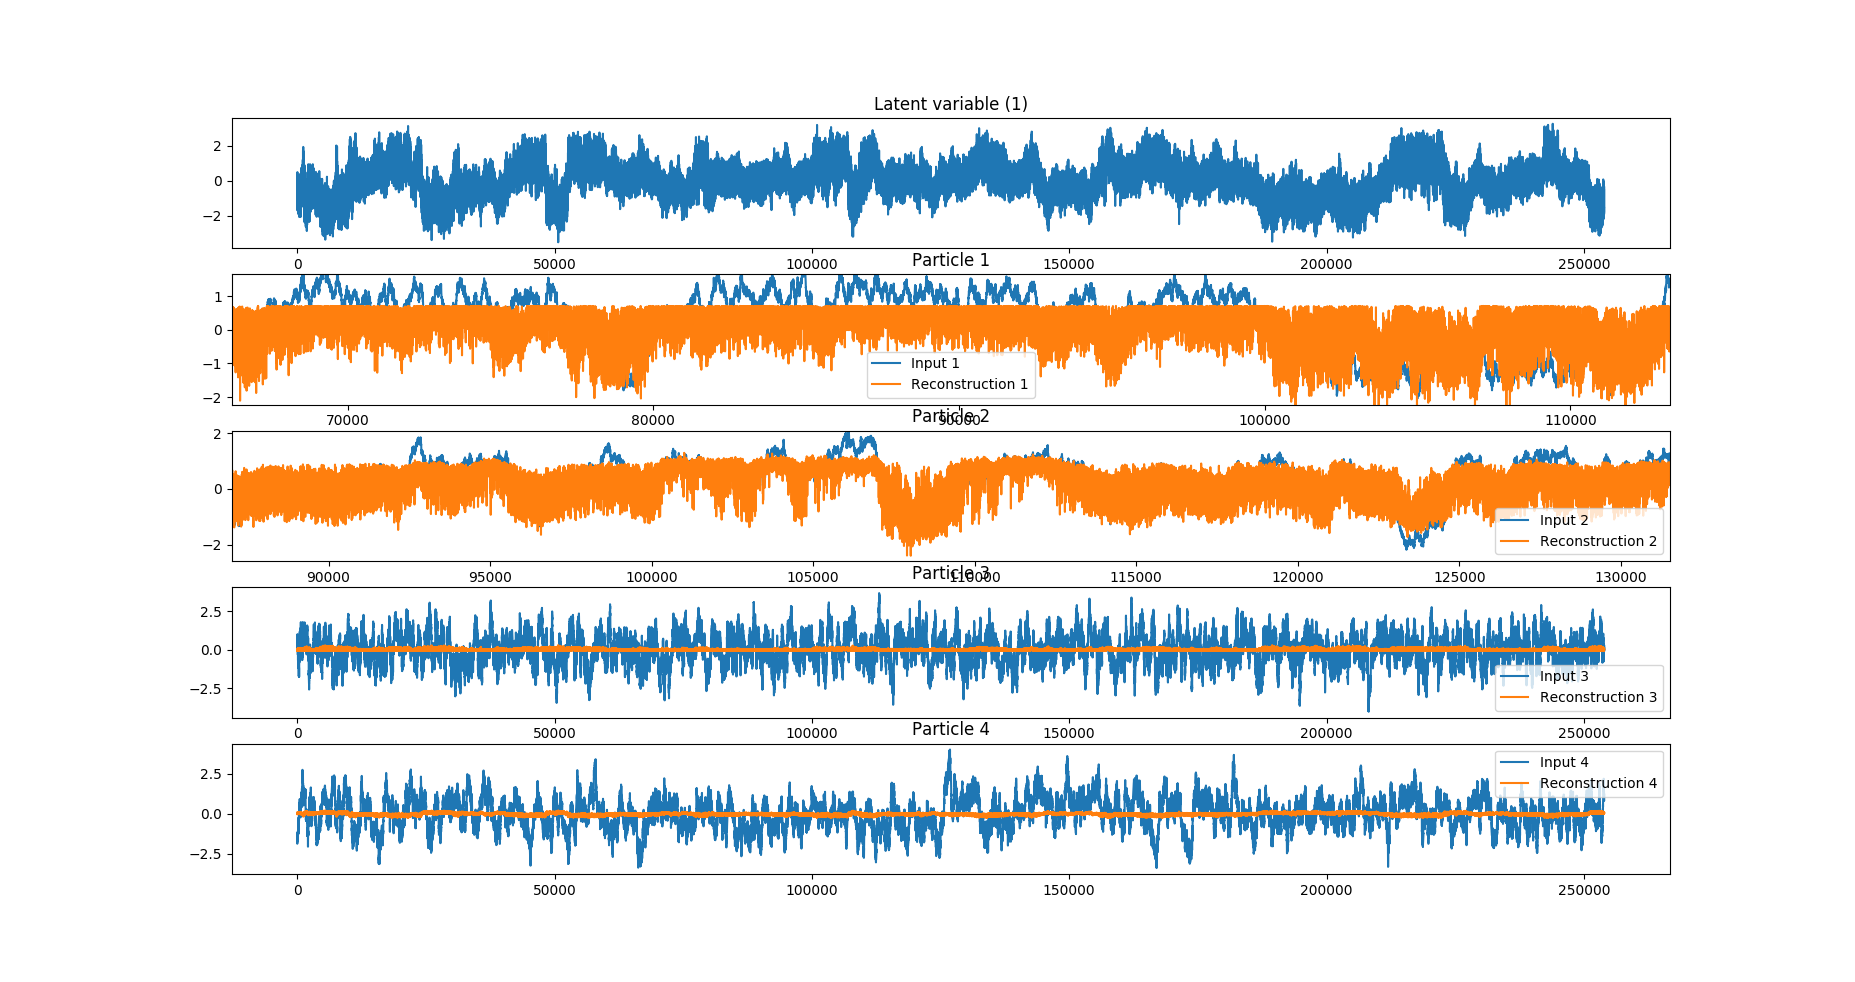 Latent variable (1)
2
0
−2
0 50000 100000 150000 200000 250000
Particle 1
1
0
−1
−2
Input 1
Reconstruction 1
70000 80000 90000 100000 110000
Particle 2
2
0
−2
Input 2
Reconstruction 2
90000 95000 100000 105000 110000 115000 120000 125000 130000
Particle 3
2.5
0.0
−2.5
Input 3
Reconstruction 3
0 50000 100000 150000 200000 250000
Particle 4
2.5
0.0
−2.5
Input 4
Reconstruction 4
0 50000 100000 150000 200000 250000